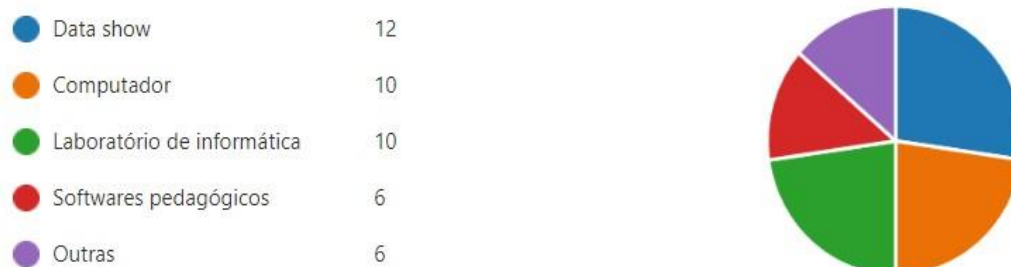 Data show 12
Computador 10
Laboratório de informática 10
Softwares pedagógicos 6
Outras 6